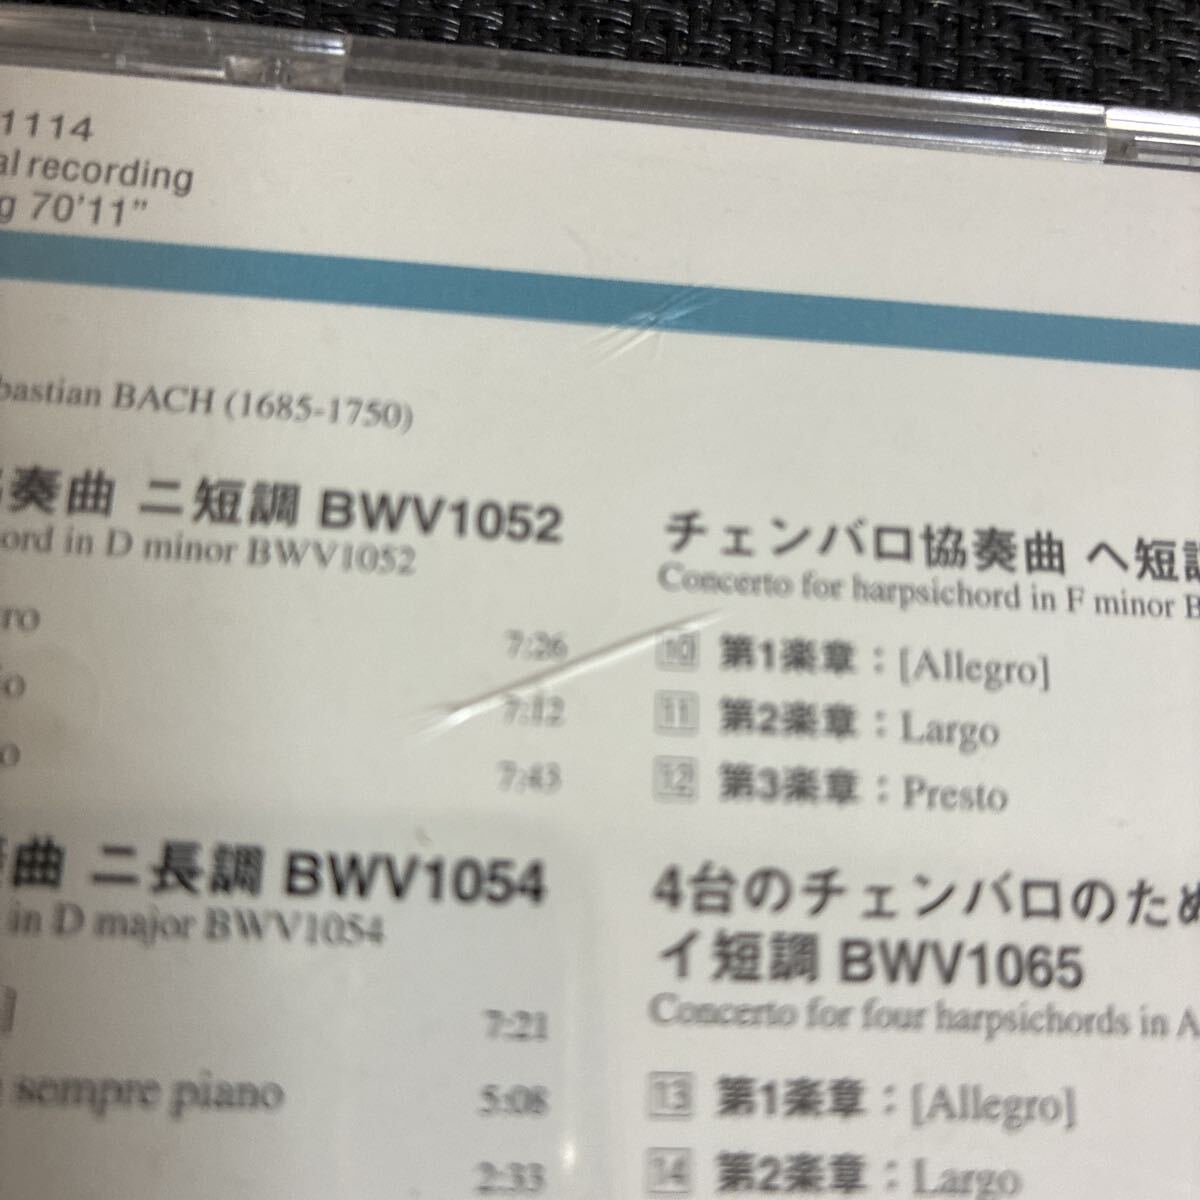 1114
al recording
g 70'11"
bastian BACH (1685-1750)
奏曲 ニ短調 BWV1052
ord in D minor BWV1052
ro 7:26
io 7:12
o 7:43
曲 ニ長調 BWV1054
in D major BWV1054
] 7:21
sempre piano 5:08
2:33
チェンバロ協奏曲 ヘ短調
Concerto for harpsichord in F minor B
10 第1楽章：[Allegro]
11 第2楽章：Largo
12 第3楽章：Presto
4台のチェンバロのため
イ短調 BWV1065
Concerto for four harpsichords in A
13 第1楽章：[Allegro]
14 第2楽章：Largo